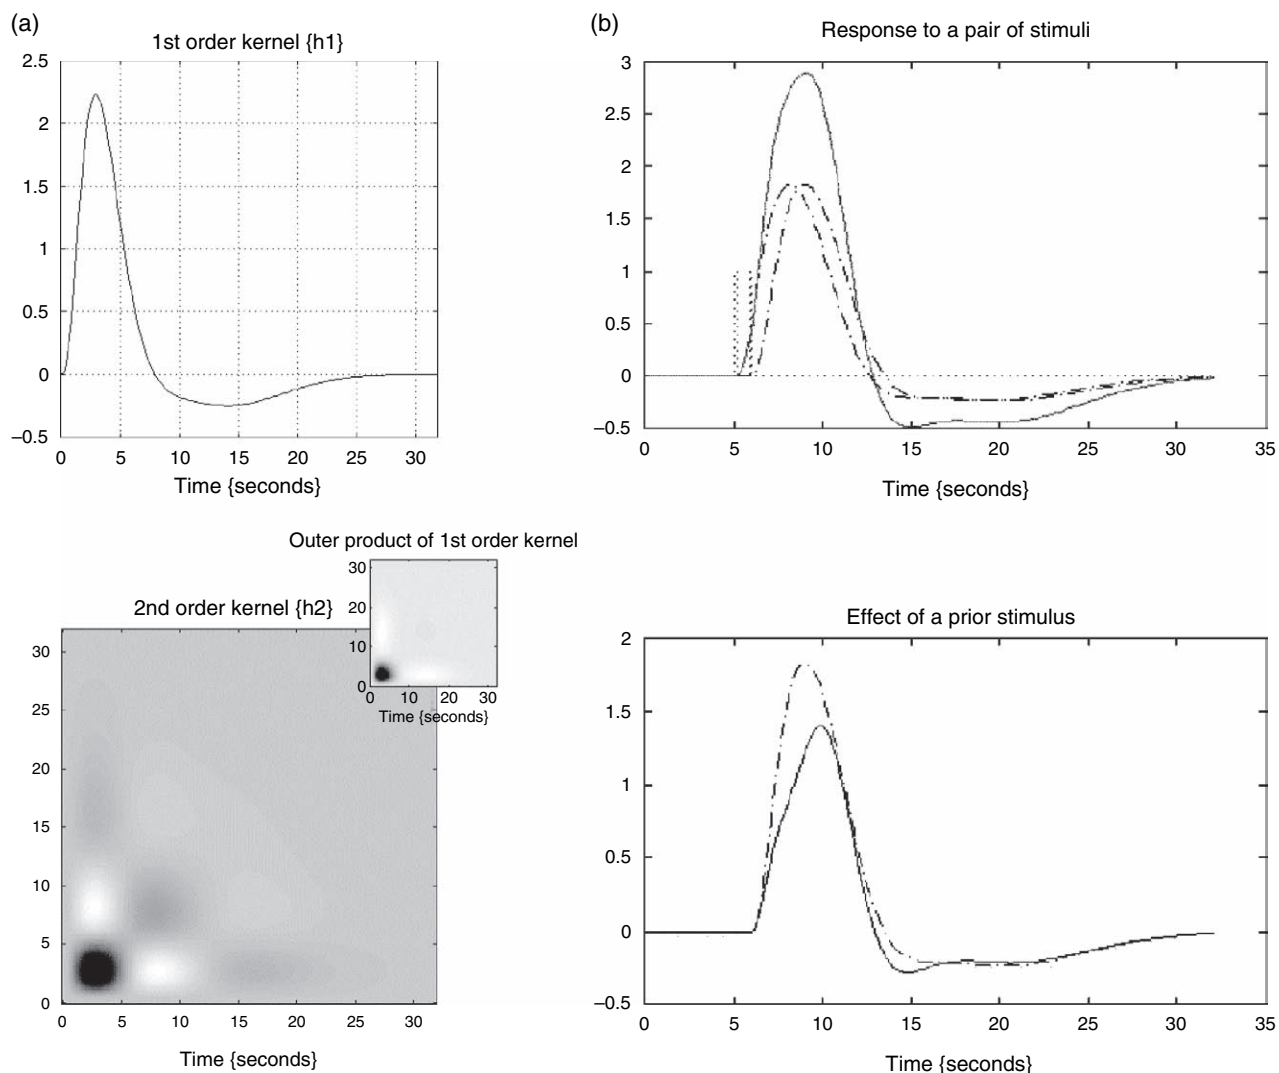 (a)
1st order kernel {h1}
2.5
2
1.5
1
0.5
0
–0.5
0 5 10 15 20 25 30
Time {seconds}
(b)
Response to a pair of stimuli
3
2.5
2
1.5
1
0.5
0
–0.5
0 5 10 15 20 25 30 35
Time {seconds}
Outer product of 1st order kernel
30
20
10
0
0 10 20 30
Time {seconds}
2nd order kernel {h2}
30
25
20
15
10
5
0
0 5 10 15 20 25 30
Time {seconds}
Effect of a prior stimulus
2
1.5
1
0.5
0
–0.5
0 5 10 15 20 25 30 35
Time {seconds}